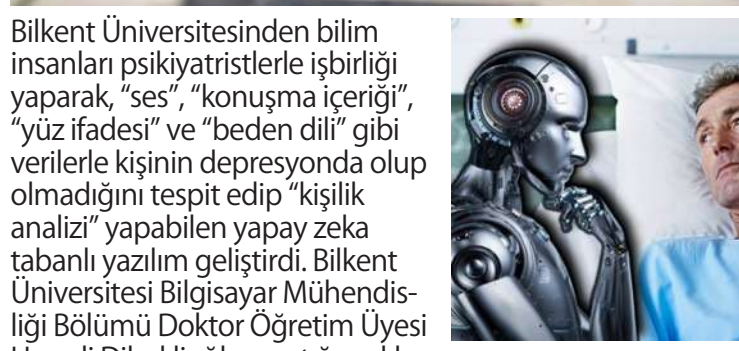 Bilkent Üniversitesinden bilim
insanları psikiyatristlerle işbirliği
yaparak, “ses”, “konuşma içeriği”,
“yüz ifadesi” ve “beden dili” gibi
verilerle kişinin depresyonda olup
olmadığını tespit edip “kişilik
analizi” yapabilen yapay zeka
tabanlı yazılım geliştirdi. Bilkent
Üniversitesi Bilgisayar Mühendis-
liği Bölümü Doktor Öğretim Üyesi